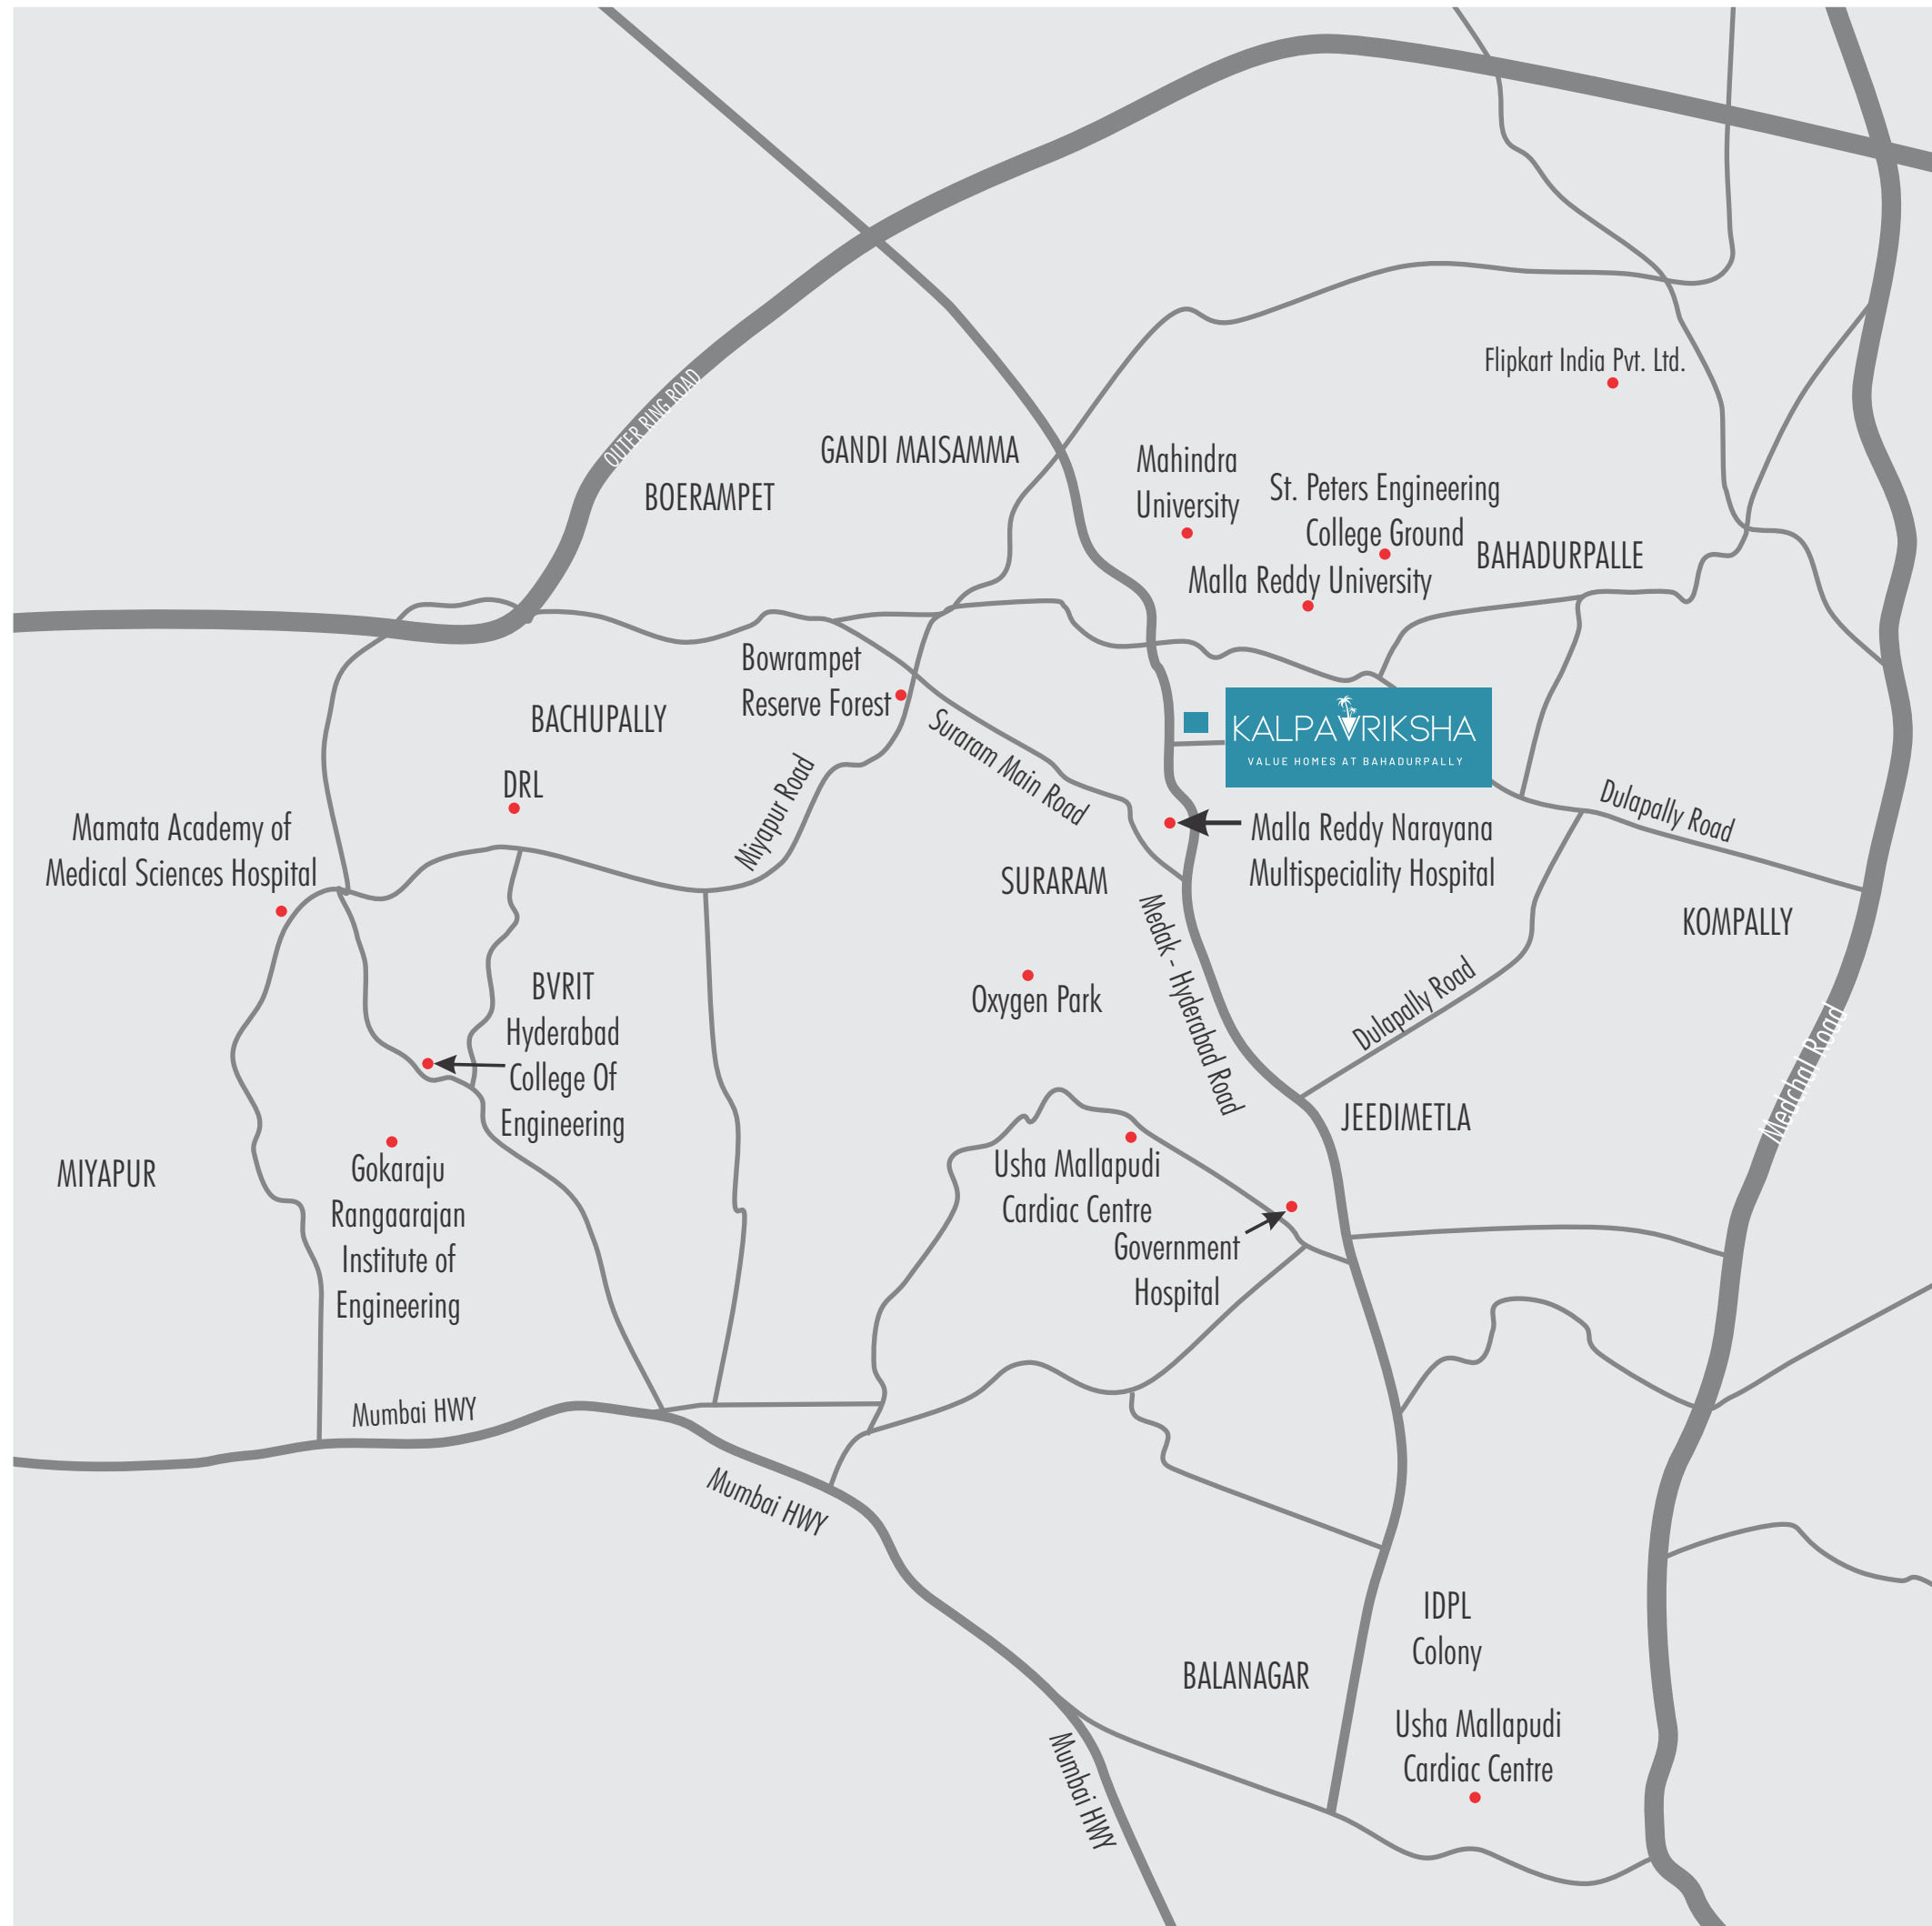 OUTER RING ROAD
Flipkart India Pvt. Ltd.
GANDI MAISAMMA
BOERAMPET
Mahindra
University
St. Peters Engineering
College Ground
BAHADURPALLE
Malla Reddy University
Bowrampet
Reserve Forest
BACHUPALLY
Suraram Main Road
KALPAVRIKSHA
VALUE HOMES AT BAHADURPALLY
DRL
Miyapur Road
Dulapally Road
Mamata Academy of
Medical Sciences Hospital
Malla Reddy Narayana
Multispeciality Hospital
SURARAM
KOMPALLY
Medak - Hyderabad Road
Oxygen Park
Dulapally Road
BVRIT
Hyderabad
College Of
Engineering
Medchal Road
JEEDIMETLA
MIYAPUR
Gokaraju
Rangaarajan
Institute of
Engineering
Usha Mallapudi
Cardiac Centre
Government
Hospital
Mumbai HWY
Mumbai HWY
IDPL
Colony
BALANAGAR
Usha Mallapudi
Cardiac Centre
Mumbai HWY